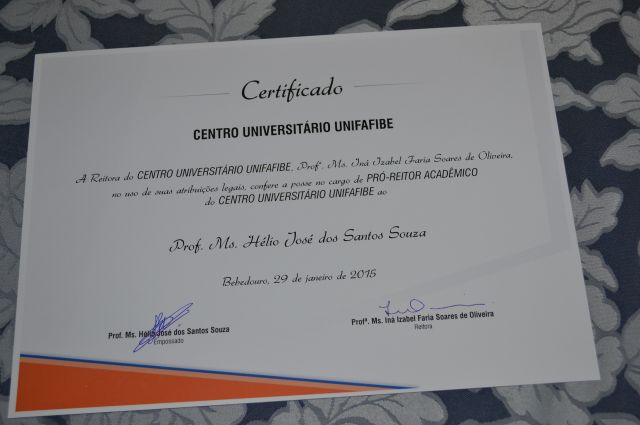 Certificado
CENTRO UNIVERSITÁRIO UNIFAFIBE
A Reitora do CENTRO UNIVERSITÁRIO UNIFAFIBE, Profª. Ms. Iná Izabel Faria Soares de Oliveira,
no uso de suas atribuições legais, confere a posse no cargo de PRÓ-REITOR ACADÊMICO
do CENTRO UNIVERSITÁRIO UNIFAFIBE ao
Prof. Ms. Hélio José dos Santos Souza
Bebedouro, 29 de janeiro de 2015
Prof. Ms. Hélio José dos Santos Souza
Empossado
Profª. Ms. Iná Izabel Faria Soares de Oliveira
Reitora